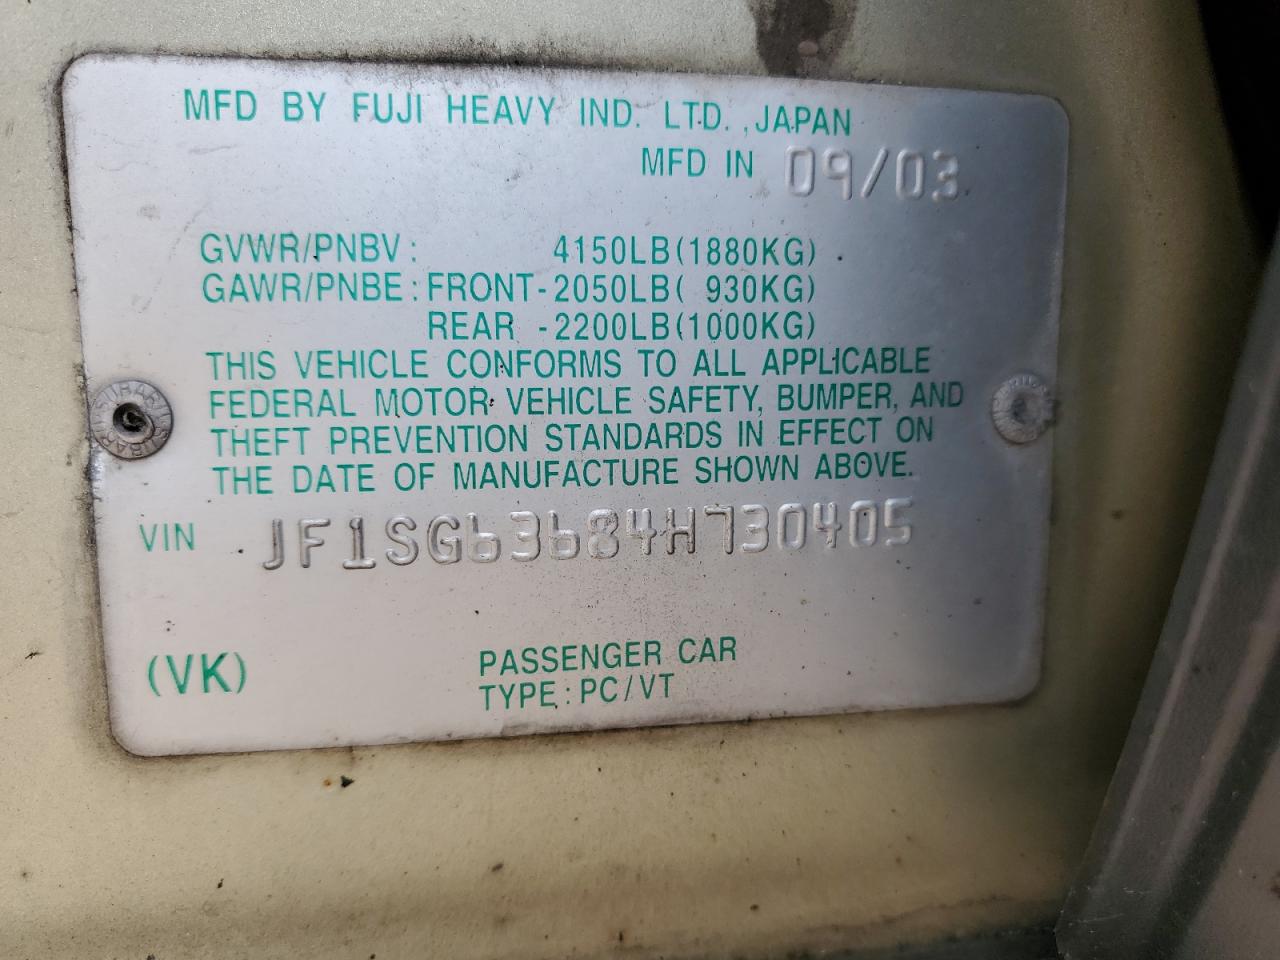 MFD BY FUJI HEAVY IND. LTD., JAPAN
MFD IN 09/03
GVWR/PNBV: 4150LB(1880KG)
GAWR/PNBE: FRONT-2050LB( 930KG)
REAR -2200LB(1000KG)
THIS VEHICLE CONFORMS TO ALL APPLICABLE
FEDERAL MOTOR VEHICLE SAFETY, BUMPER, AND
THEFT PREVENTION STANDARDS IN EFFECT ON
THE DATE OF MANUFACTURE SHOWN ABOVE.
VIN JF1SG63684H730405
(VK) PASSENGER CAR
TYPE: PC/VT